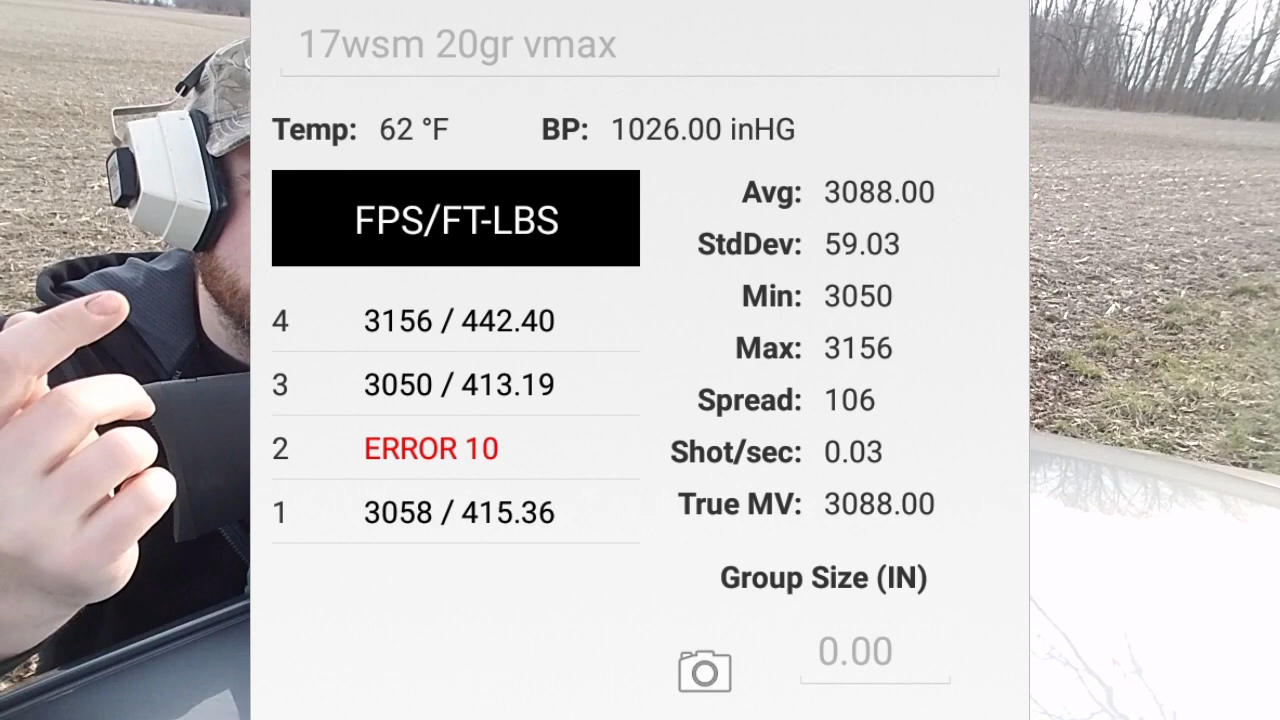 17wsm 20gr vmax
Temp: 62 °F BP: 1026.00 inHG
FPS/FT-LBS
4 3156 / 442.40
3 3050 / 413.19
2 ERROR 10
1 3058 / 415.36
Avg: 3088.00
StdDev: 59.03
Min: 3050
Max: 3156
Spread: 106
Shot/sec: 0.03
True MV: 3088.00
Group Size (IN)
0.00